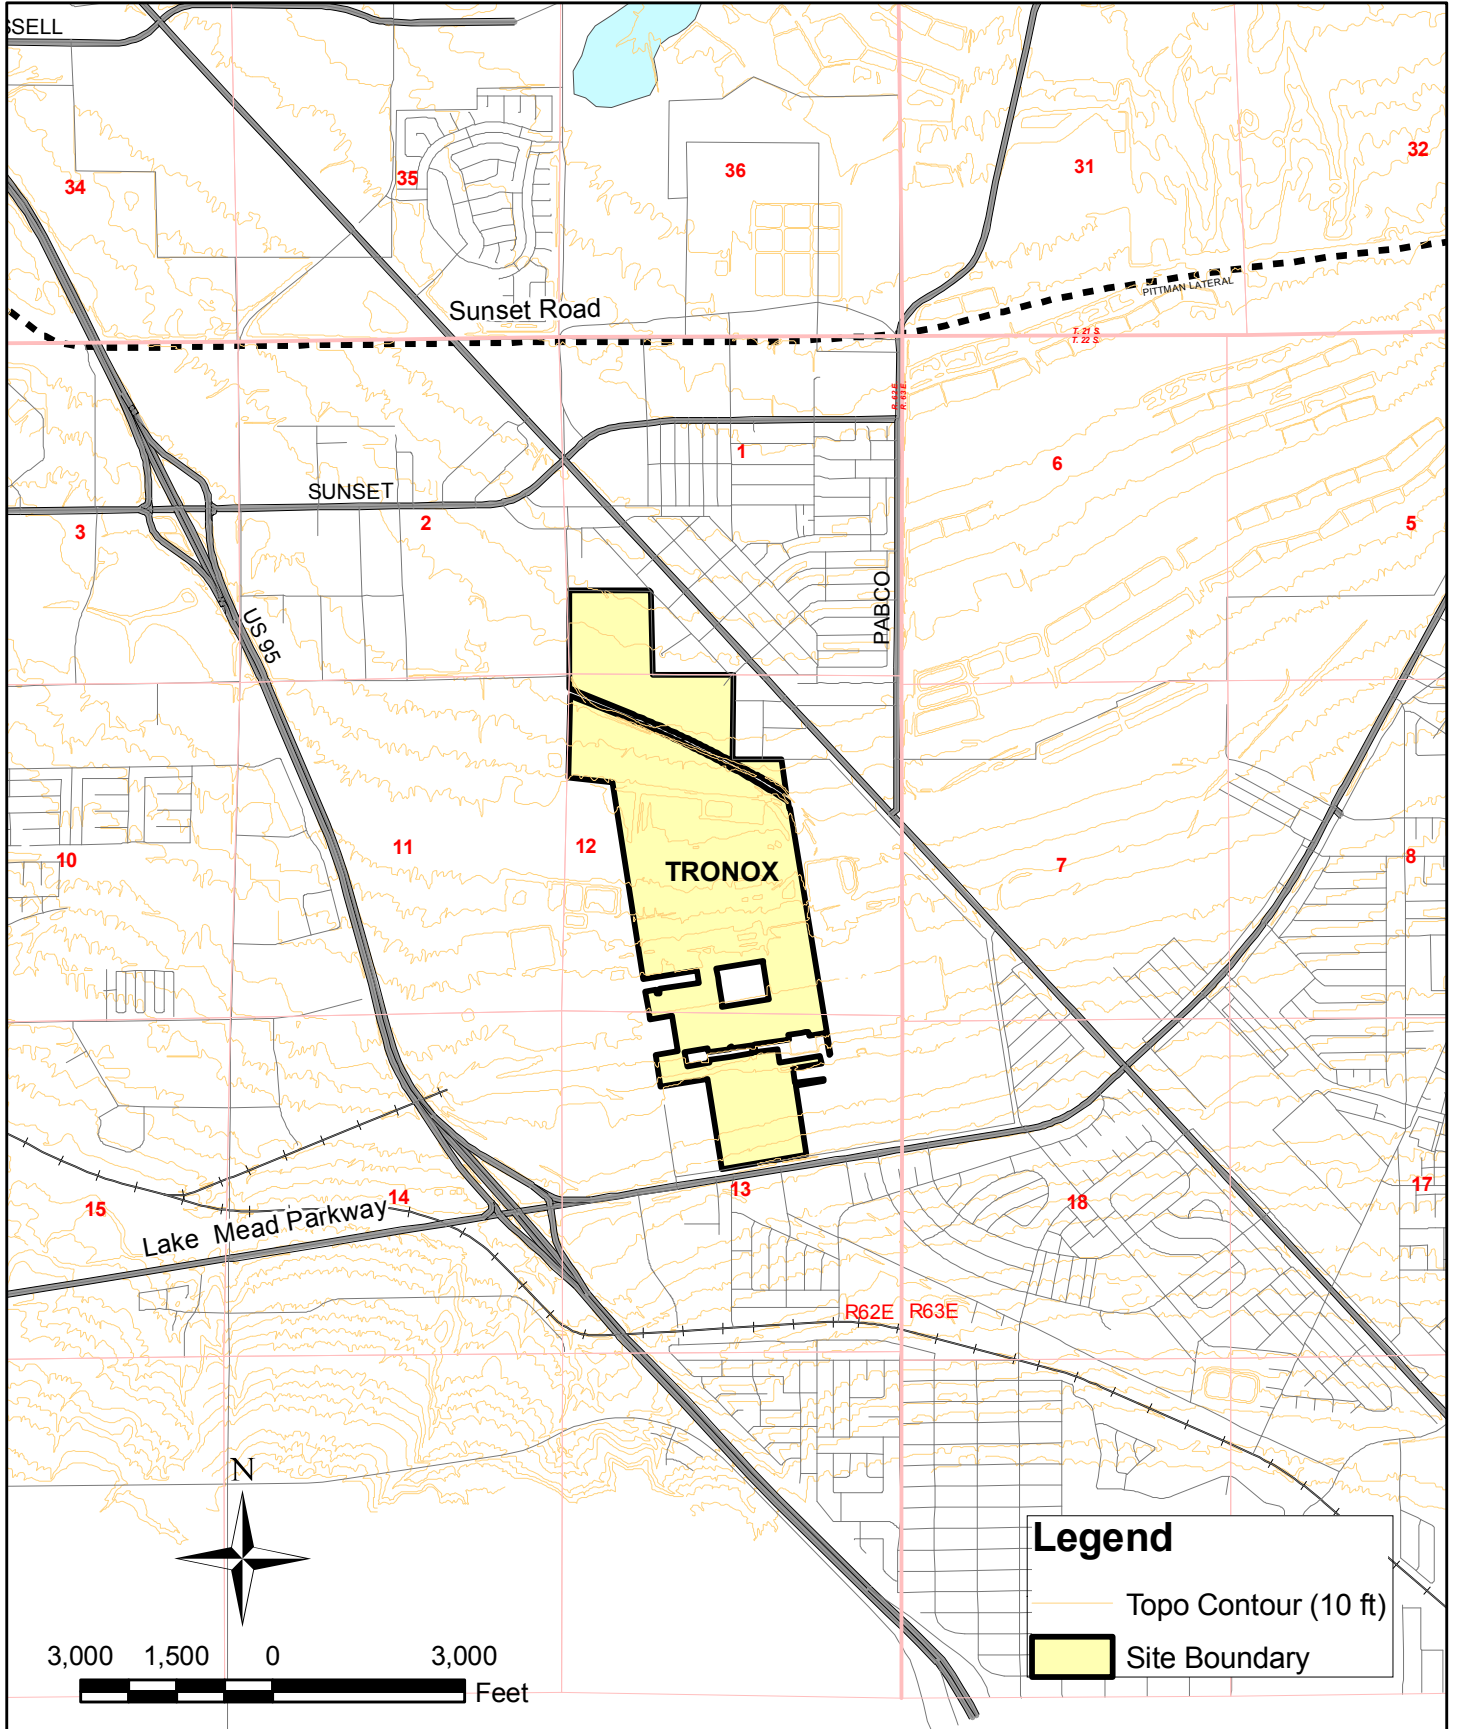 SSELL
32
31
36
35
34
PITTMAN LATERAL
Sunset Road
T. 21 S.
T. 22 S.
R. 62 E.
R. 63 E.
1
6
SUNSET
2
3
5
PABCO
US 95
10
11
12
TRONOX
7
8
14
13
15
18
17
Lake Mead Parkway
R62E R63E
N
Legend
Topo Contour (10 ft)
Site Boundary
3,000 1,500 0 3,000
Feet